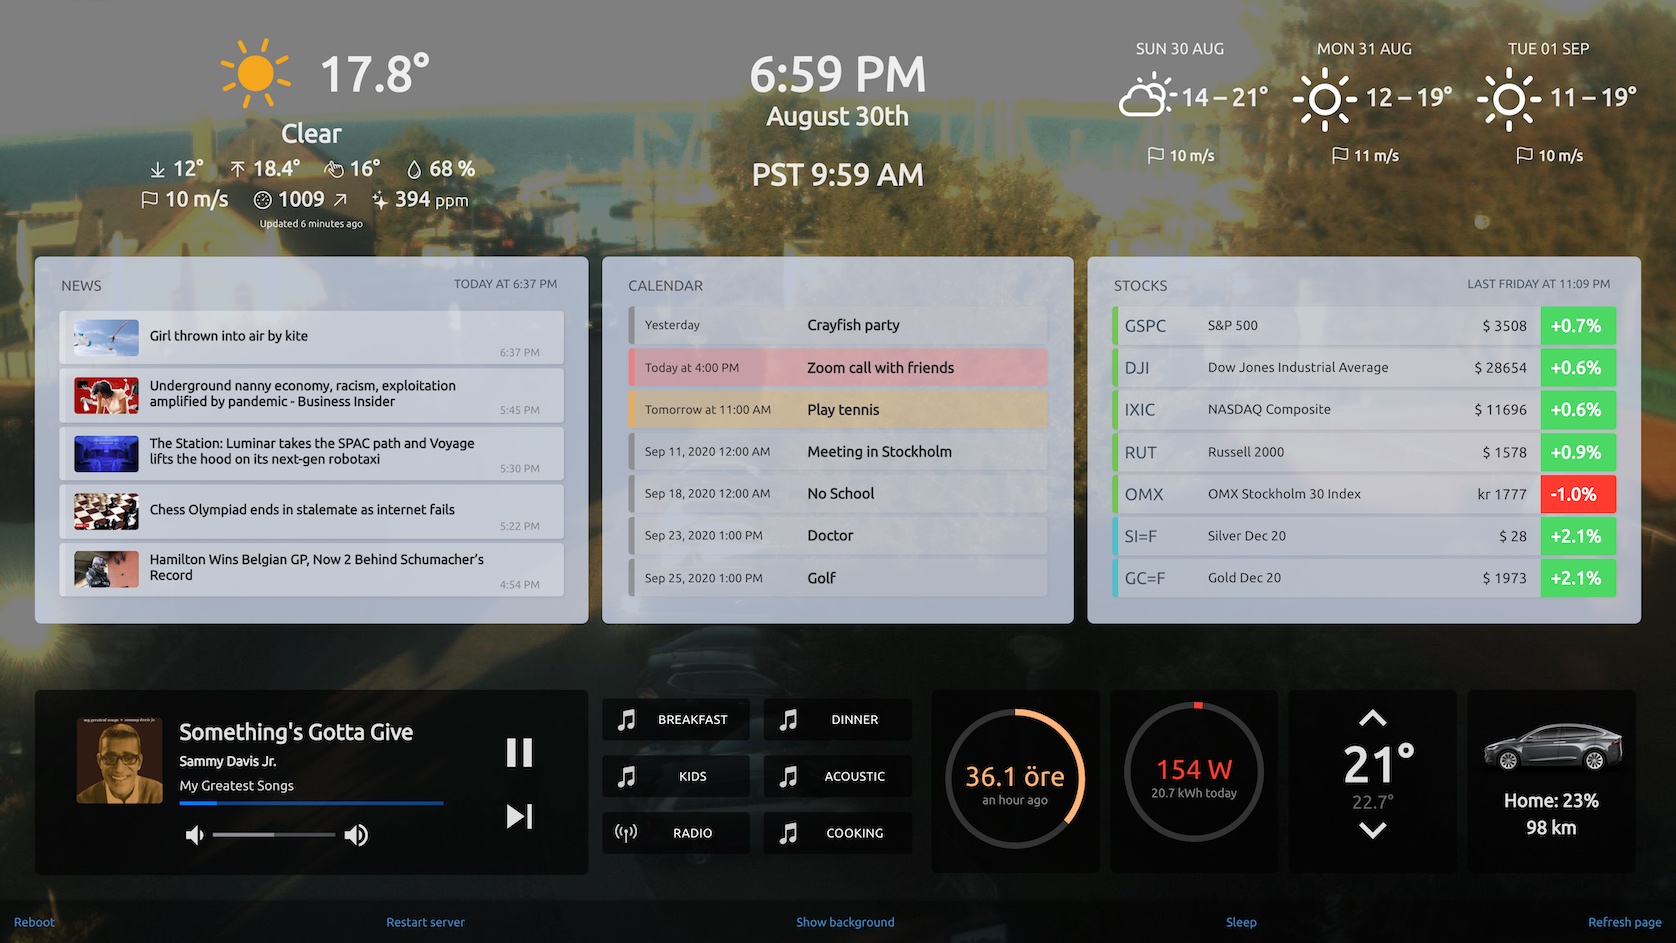 17.8°
Clear
12° 18.4° 16° 68 %
10 m/s 1009 394 ppm
Updated 6 minutes ago
6:59 PM
August 30th
PST 9:59 AM
SUN 30 AUG
14 – 21°
10 m/s
MON 31 AUG
12 – 19°
11 m/s
TUE 01 SEP
11 – 19°
10 m/s
NEWS TODAY AT 6:37 PM
Girl thrown into air by kite
6:37 PM
Underground nanny economy, racism, exploitation
amplified by pandemic - Business Insider
5:45 PM
The Station: Luminar takes the SPAC path and Voyage
lifts the hood on its next-gen robotaxi
5:30 PM
Chess Olympiad ends in stalemate as internet fails
5:22 PM
Hamilton Wins Belgian GP, Now 2 Behind Schumacher’s
Record
4:54 PM
CALENDAR
Yesterday Crayfish party
Today at 4:00 PM Zoom call with friends
Tomorrow at 11:00 AM Play tennis
Sep 11, 2020 12:00 AM Meeting in Stockholm
Sep 18, 2020 12:00 AM No School
Sep 23, 2020 1:00 PM Doctor
Sep 25, 2020 1:00 PM Golf
STOCKS LAST FRIDAY AT 11:09 PM
GSPC S&P 500 $ 3508 +0.7%
DJI Dow Jones Industrial Average $ 28654 +0.6%
IXIC NASDAQ Composite $ 11696 +0.6%
RUT Russell 2000 $ 1578 +0.9%
OMX OMX Stockholm 30 Index kr 1777 -1.0%
SI=F Silver Dec 20 $ 28 +2.1%
GC=F Gold Dec 20 $ 1973 +2.1%
my greatest songs • sammy davis jr.
Something's Gotta Give
Sammy Davis Jr.
My Greatest Songs
BREAKFAST DINNER
KIDS ACOUSTIC
RADIO COOKING
36.1 öre
an hour ago
154 W
20.7 kWh today
21°
22.7°
Home: 23%
98 km
Reboot Restart server Show background Sleep Refresh page